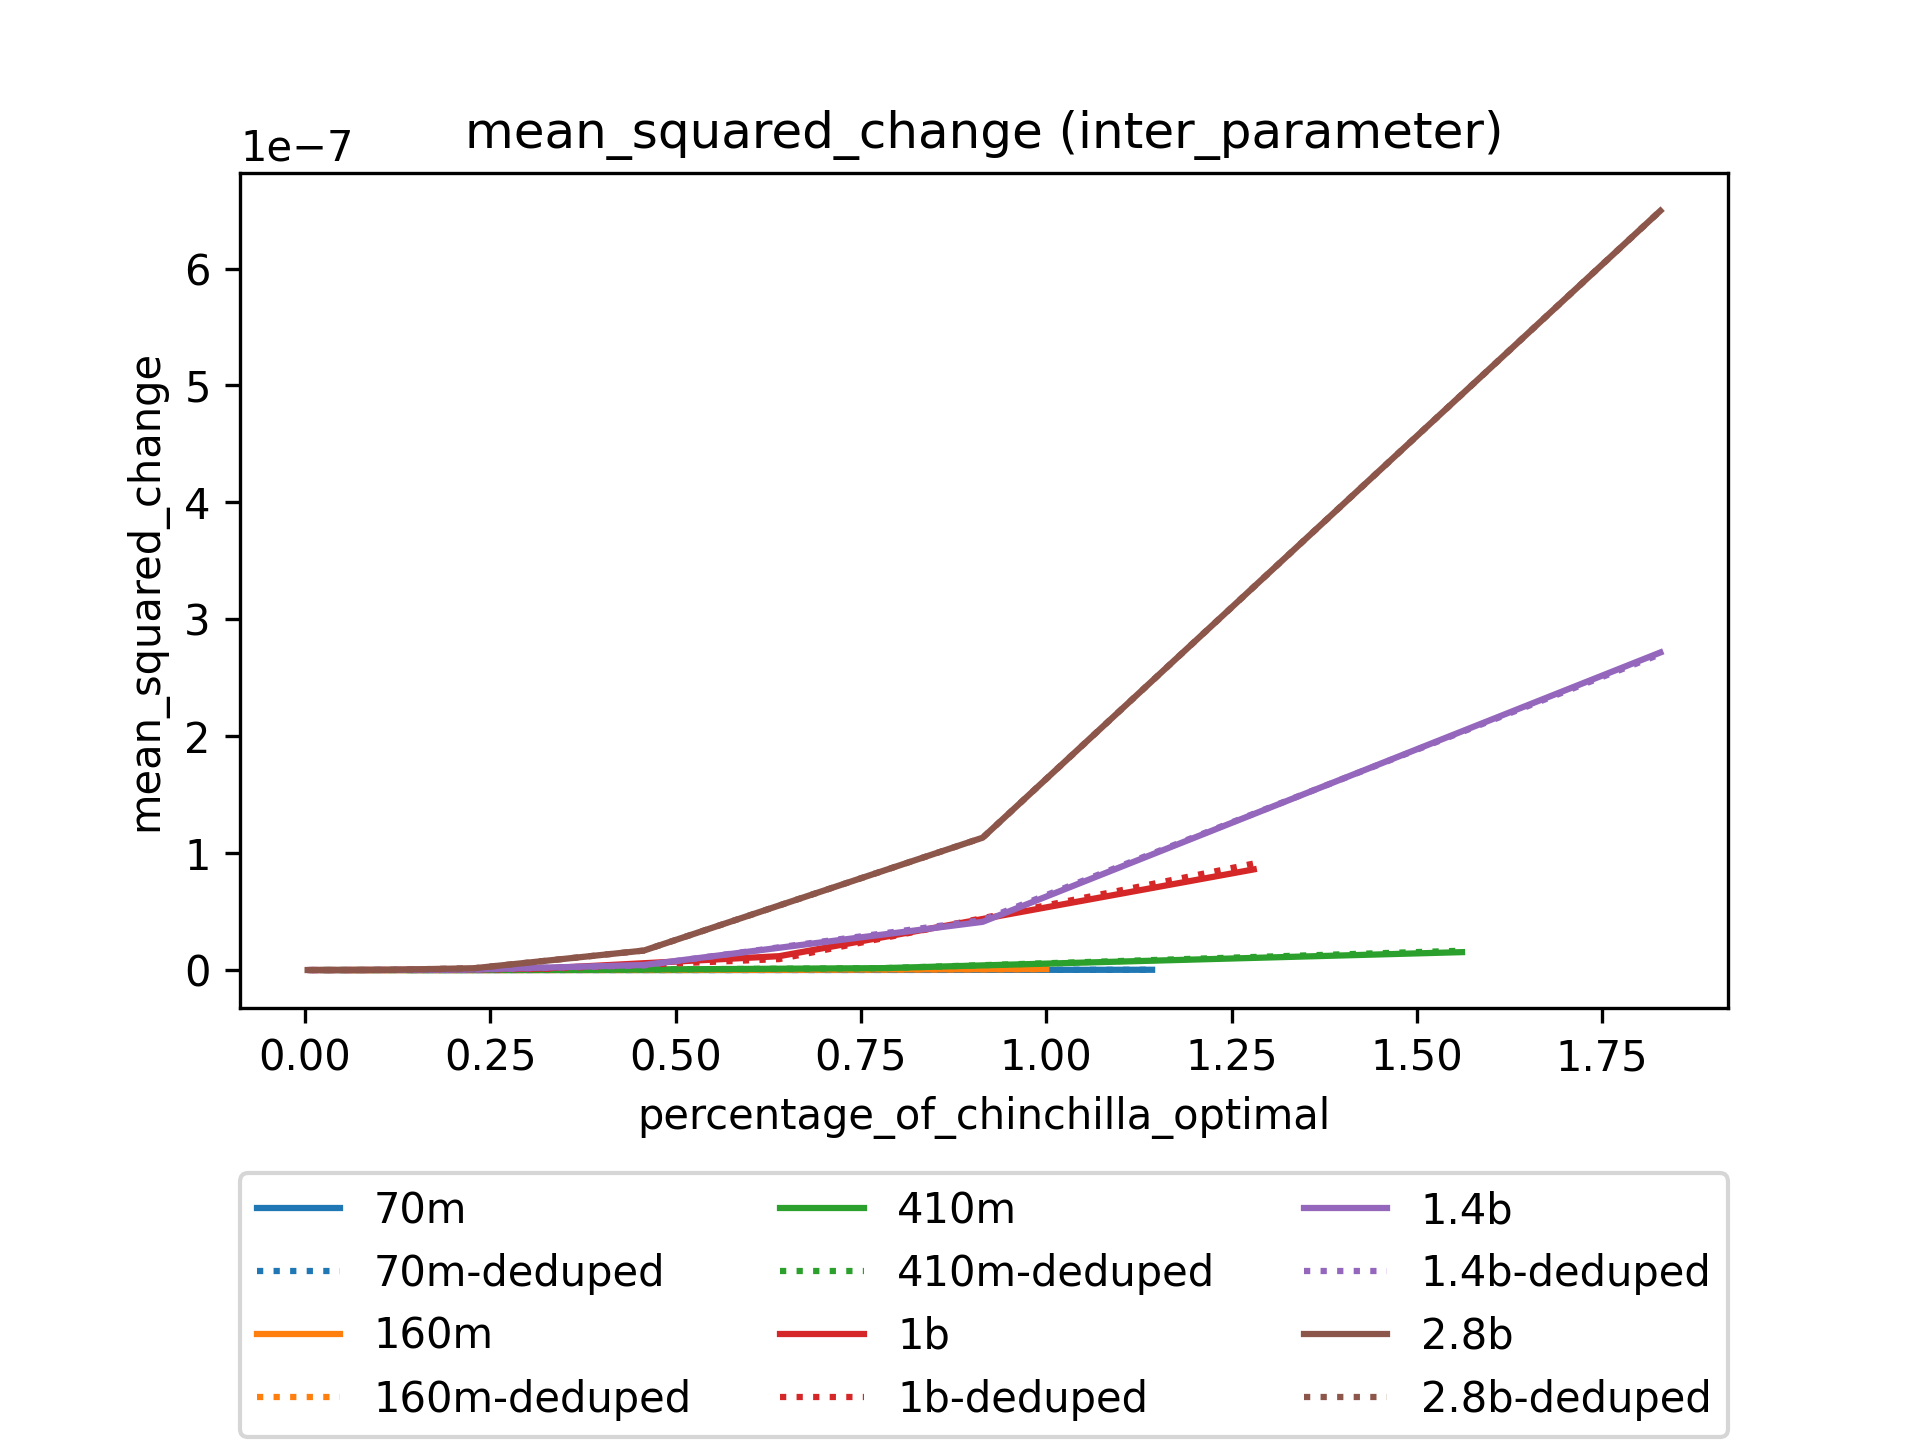 mean_squared_change (inter_parameter)
1e−7
6
5
4
3
2
1
0
mean_squared_change
0.00 0.25 0.50 0.75 1.00 1.25 1.50 1.75
percentage_of_chinchilla_optimal
70m
70m-deduped
160m
160m-deduped
410m
410m-deduped
1b
1b-deduped
1.4b
1.4b-deduped
2.8b
2.8b-deduped